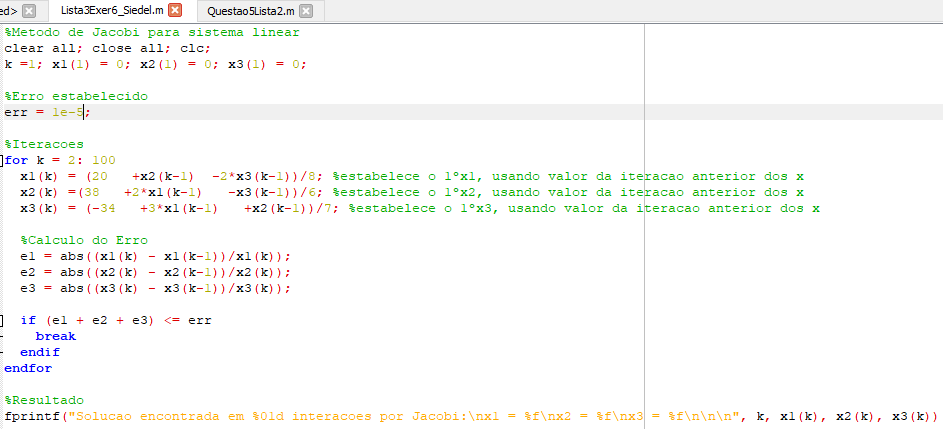 ed> Lista3Exer6_Siedel.m Questao5Lista2.m
%Metodo de Jacobi para sistema linear
clear all; close all; clc;
k =1; x1(1) = 0; x2(1) = 0; x3(1) = 0;
%Erro estabelecido
err = 1e-5;
%Iteracoes
for k = 2: 100
x1(k) = (20 +x2(k-1) -2*x3(k-1))/8; %estabelece o 1ºx1, usando valor da iteracao anterior dos x
x2(k) =(38 +2*x1(k-1) -x3(k-1))/6; %estabelece o 1ºx2, usando valor da iteracao anterior dos x
x3(k) = (-34 +3*x1(k-1) +x2(k-1))/7; %estabelece o 1ºx3, usando valor da iteracao anterior dos x
%Calculo do Erro
e1 = abs((x1(k) - x1(k-1))/x1(k));
e2 = abs((x2(k) - x2(k-1))/x2(k));
e3 = abs((x3(k) - x3(k-1))/x3(k));
if (e1 + e2 + e3) <= err
break
endif
endfor
%Resultado
fprintf("Solucao encontrada em %01d interacoes por Jacobi:\nx1 = %f\nx2 = %f\nx3 = %f\n\n\n", k, x1(k), x2(k), x3(k))